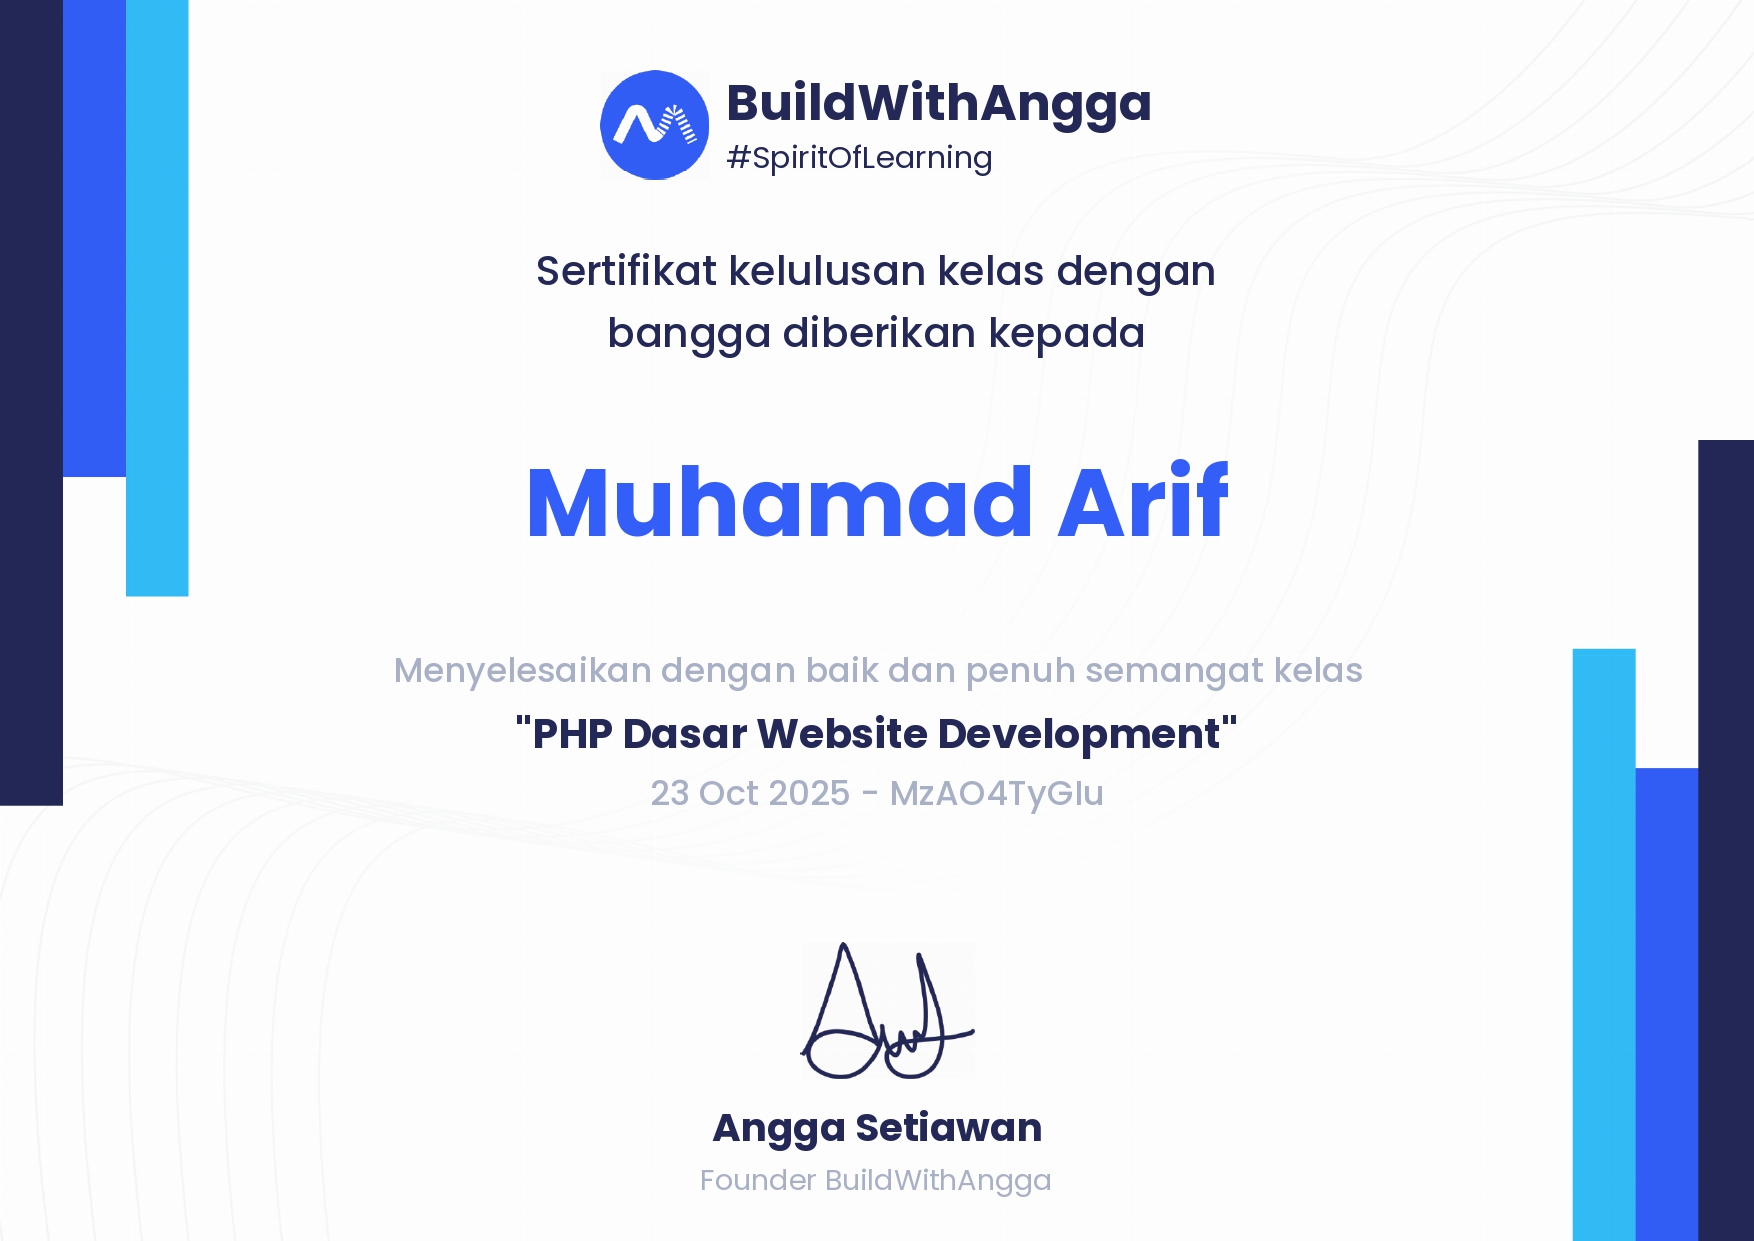 BuildWithAngga
#SpiritOfLearning
Sertifikat kelulusan kelas dengan
bangga diberikan kepada
Muhamad Arif
Menyelesaikan dengan baik dan penuh semangat kelas
"PHP Dasar Website Development"
23 Oct 2025 - MzAO4TyGIu
Angga Setiawan
Founder BuildWithAngga